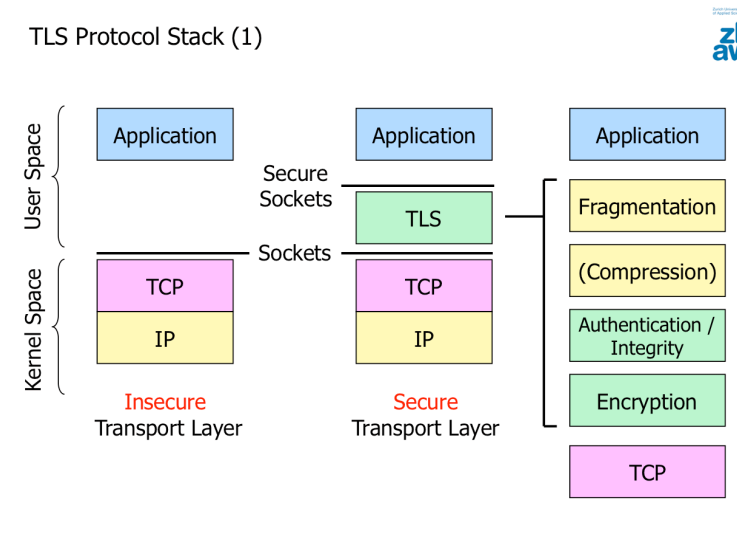 TLS Protocol Stack (1)
User Space
Kernel Space
Application
TCP
IP
Insecure
Transport Layer
Secure
Sockets
Sockets
Application
TLS
TCP
IP
Secure
Transport Layer
Application
Fragmentation
(Compression)
Authentication /
Integrity
Encryption
TCP